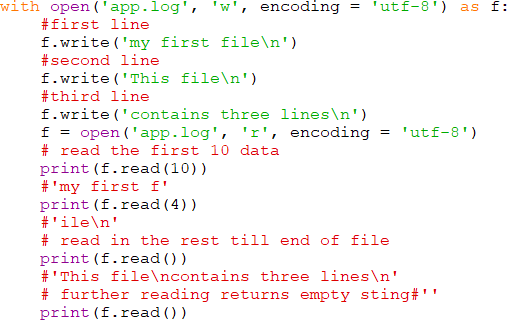 with open('app.log', 'w', encoding = 'utf-8') as f:
    #first line
    f.write('my first file\n')
    #second line
    f.write('This file\n')
    #third line
    f.write('contains three lines\n')
    f = open('app.log', 'r', encoding = 'utf-8')
    # read the first 10 data
    print(f.read(10))
    #'my first f'
    print(f.read(4))
    #'ile\n'
    # read in the rest till end of file
    print(f.read())
    #'This file\ncontains three lines\n'
    # further reading returns empty sting#''
    print(f.read())